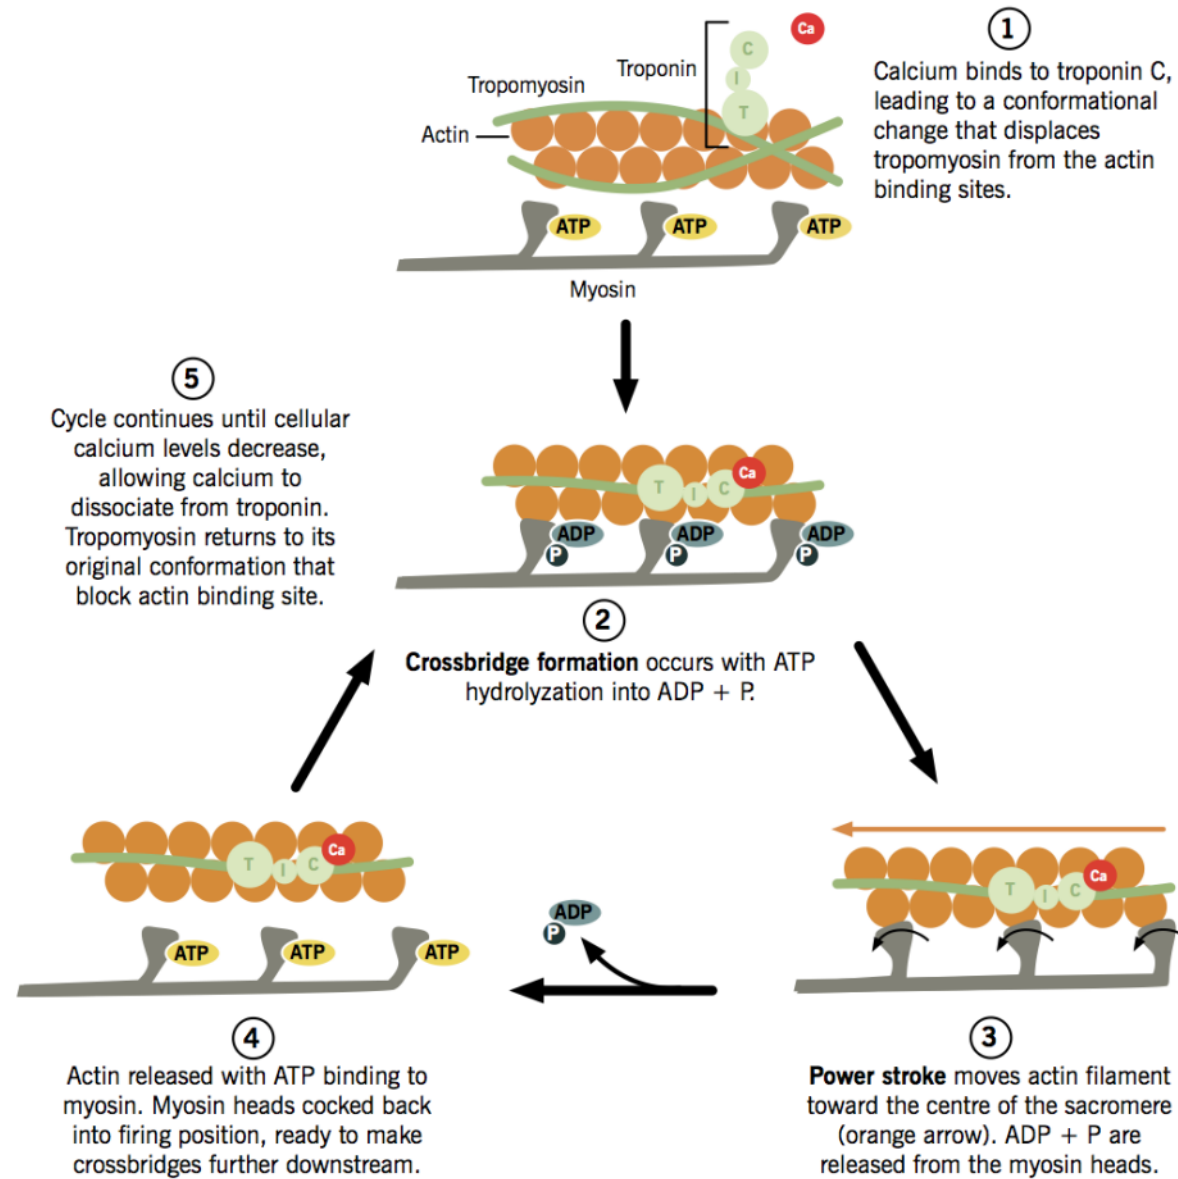 1
Calcium binds to troponin C,
leading to a conformational
change that displaces
tropomyosin from the actin
binding sites.
Ca
C
I
T
Troponin
Tropomyosin
Actin
ATP
ATP
ATP
Myosin
5
Cycle continues until cellular
calcium levels decrease,
allowing calcium to
dissociate from troponin.
Tropomyosin returns to its
original conformation that
block actin binding site.
T
I
C
Ca
ADP
P
ADP
P
ADP
P
2
Crossbridge formation occurs with ATP
hydrolyzation into ADP + P.
T
I
C
Ca
3
Power stroke moves actin filament
toward the centre of the sacromere
(orange arrow). ADP + P are
released from the myosin heads.
ADP
P
T
I
C
Ca
ATP
ATP
ATP
4
Actin released with ATP binding to
myosin. Myosin heads cocked back
into firing position, ready to make
crossbridges further downstream.